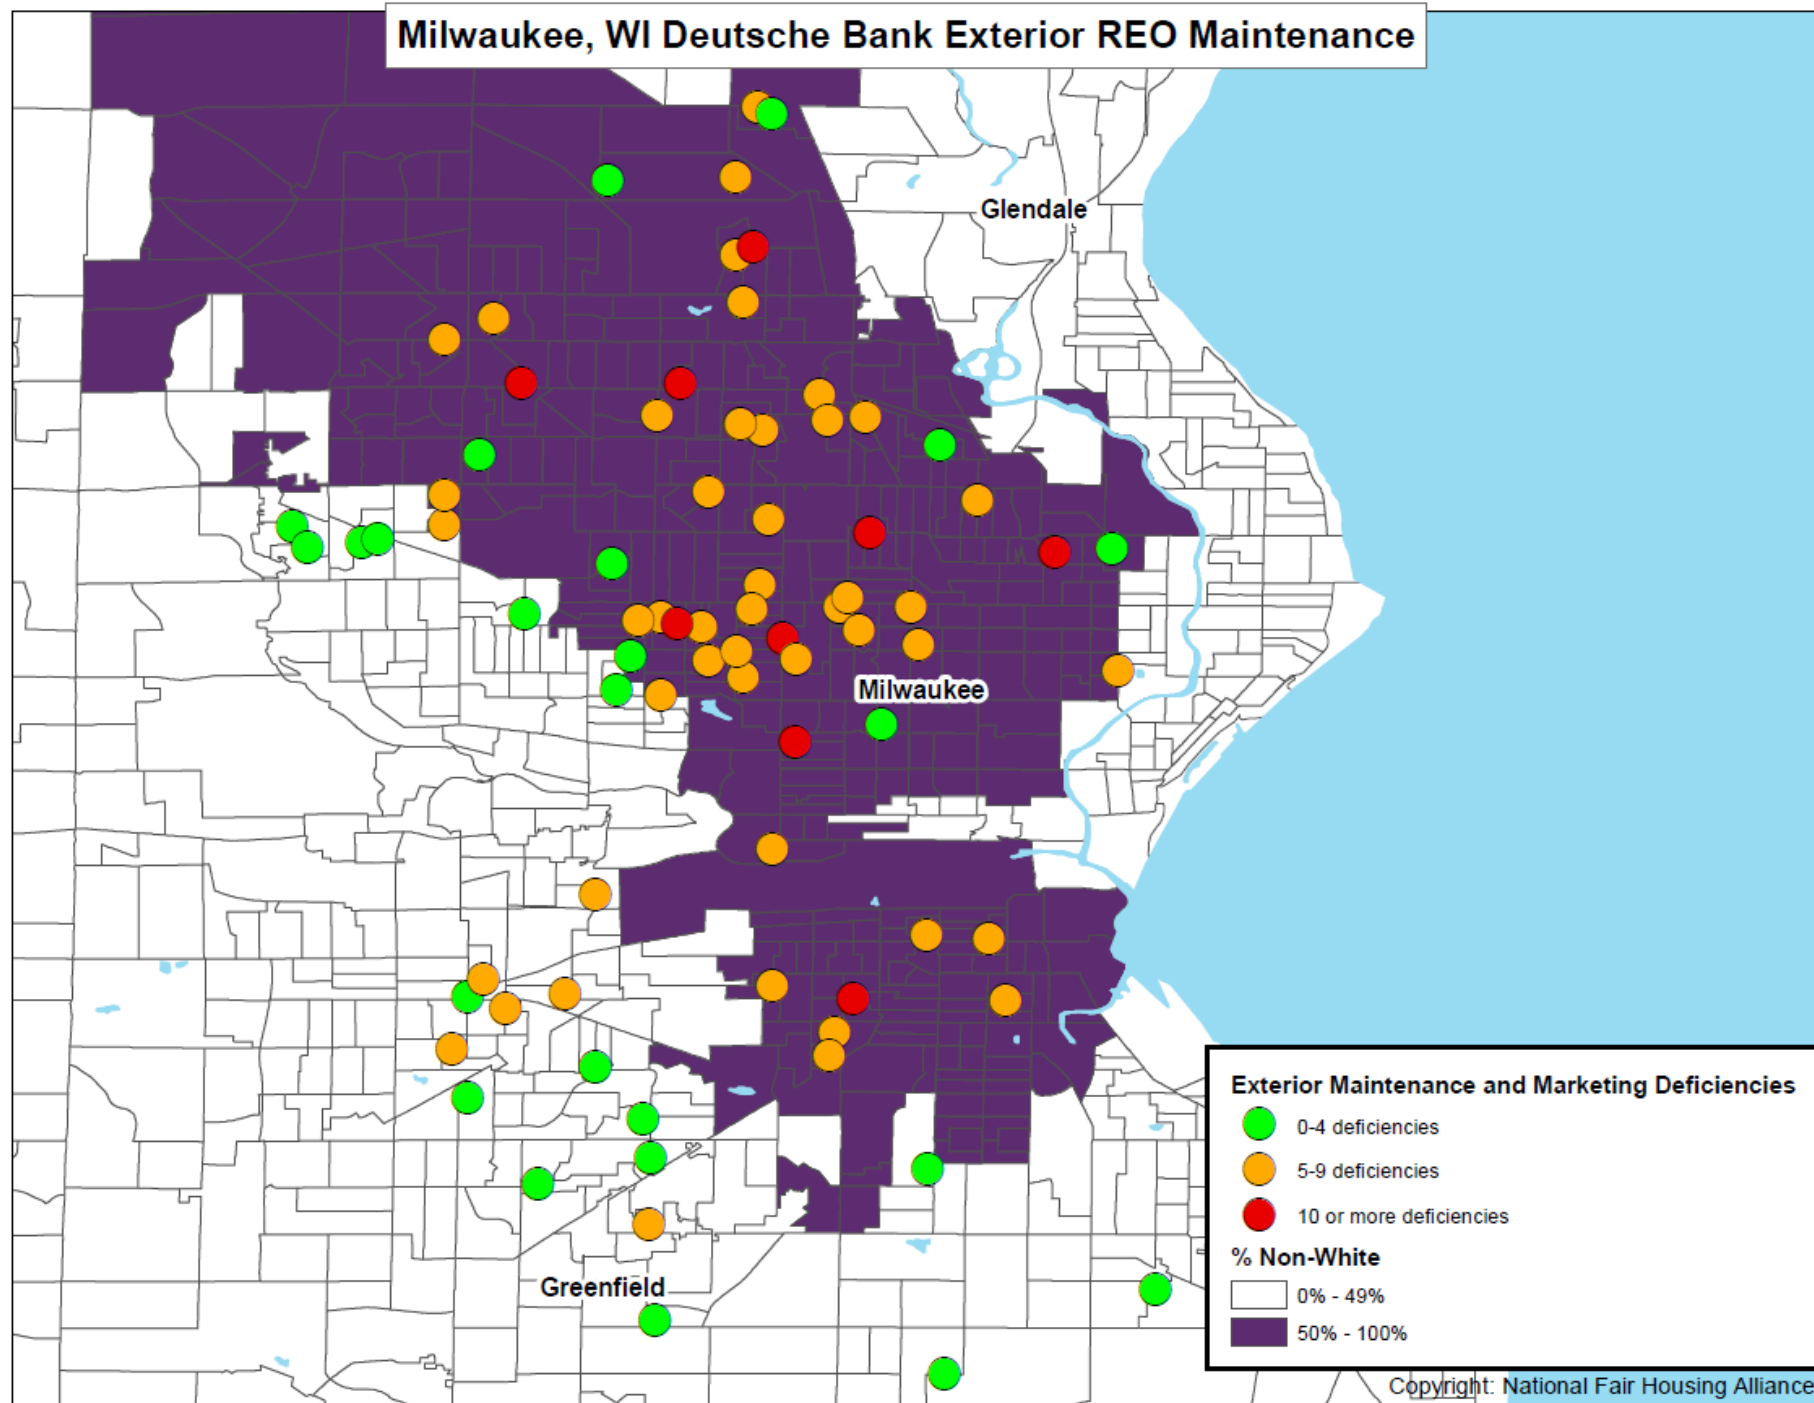 Milwaukee, WI Deutsche Bank Exterior REO Maintenance
Glendale
Milwaukee
Greenfield
Exterior Maintenance and Marketing Deficiencies
0-4 deficiencies
5-9 deficiencies
10 or more deficiencies
% Non-White
0% - 49%
50% - 100%
Copyright: National Fair Housing Alliance